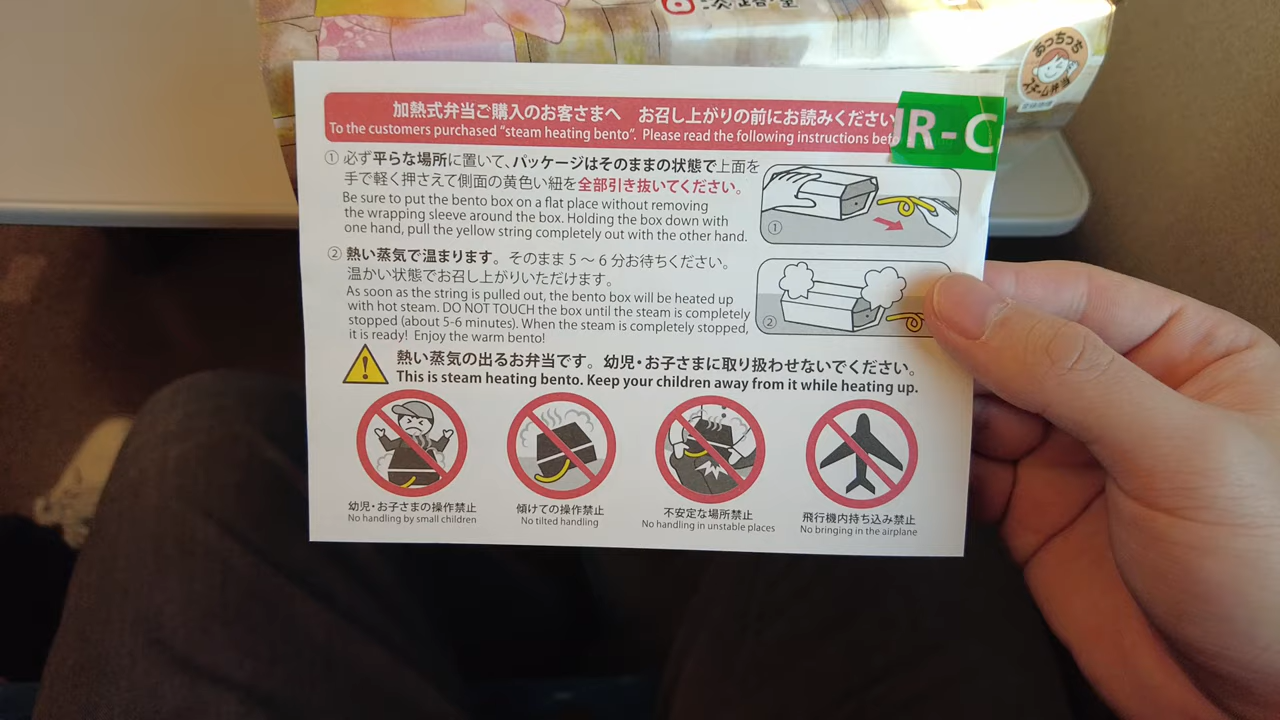 淡路屋
あっちっち
スチーム弁当
加熱式弁当ご購入のお客さまへ お召し上がりの前にお読みください
To the customers purchased “steam heating bento”. Please read the following instructions befo
JR-C
① 必ず平らな場所に置いて、パッケージはそのままの状態で上面を
手で軽く押さえて側面の黄色い紐を全部引き抜いてください。
Be sure to put the bento box on a flat place without removing
the wrapping sleeve around the box. Holding the box down with
one hand, pull the yellow string completely out with the other hand.
①
② 熱い蒸気で温まります。そのまま5～6分お待ちください。
温かい状態でお召し上がりいただけます。
As soon as the string is pulled out, the bento box will be heated up
with hot steam. DO NOT TOUCH the box until the steam is completely
stopped (about 5-6 minutes). When the steam is completely stopped,
it is ready! Enjoy the warm bento!
②
熱い蒸気の出るお弁当です。幼児・お子さまに取り扱わせないでください。
This is steam heating bento. Keep your children away from it while heating up.
幼児・お子さまの操作禁止
No handling by small children
傾けての操作禁止
No tilted handling
不安定な場所禁止
No handling in unstable places
飛行機内持ち込み禁止
No bringing in the airplane